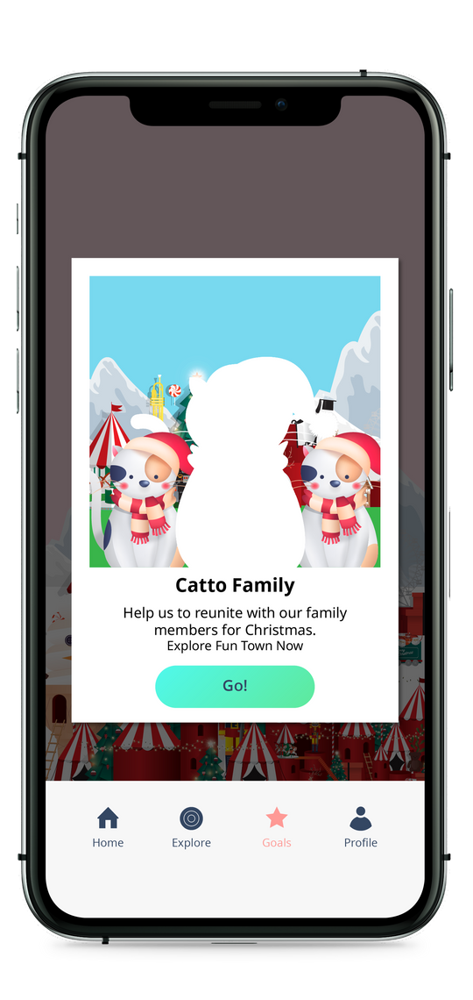 Catto Family
Help us to reunite with our family
members for Christmas.
Explore Fun Town Now
Go!
Home
Explore
Goals
Profile